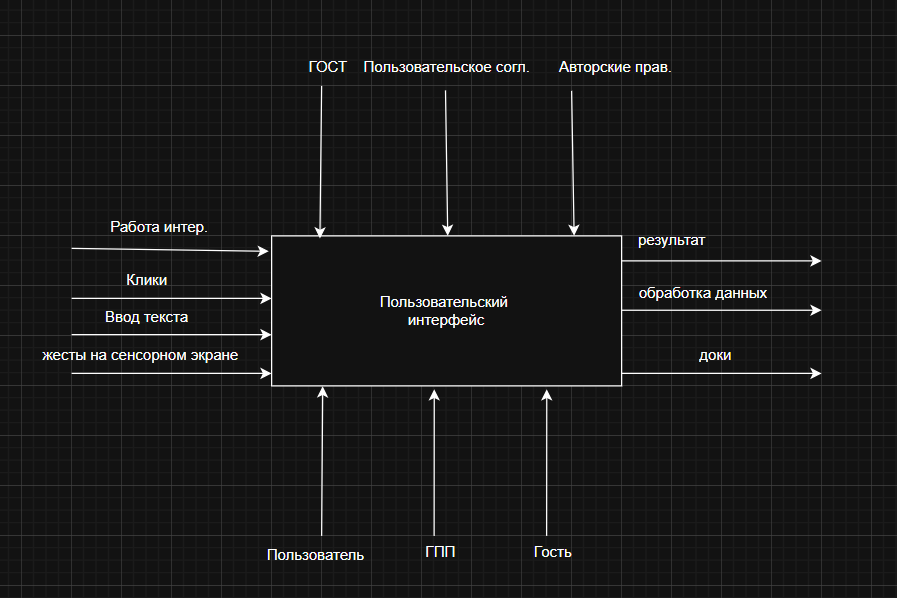 ГОСТ Пользовательское согл. Авторские прав.
Работа интер.
результат
Клики
обработка данных
Пользовательский
интерфейс
Ввод текста
жесты на сенсорном экране
доки
Пользователь ГПП Гость